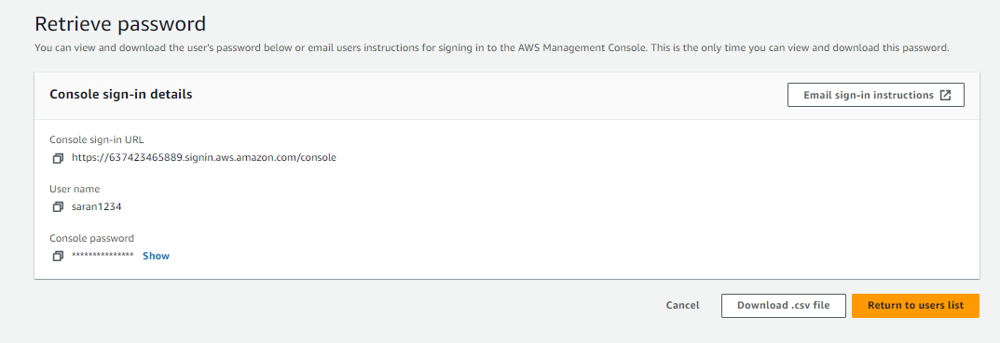 Retrieve password
You can view and download the user's password below or email users instructions for signing in to the AWS Management Console. This is the only time you can view and download this password.
Console sign-in details
Email sign-in instructions
Console sign-in URL
https://637423465889.signin.aws.amazon.com/console
User name
saran1234
Console password
*************** Show
Cancel
Download .csv file
Return to users list